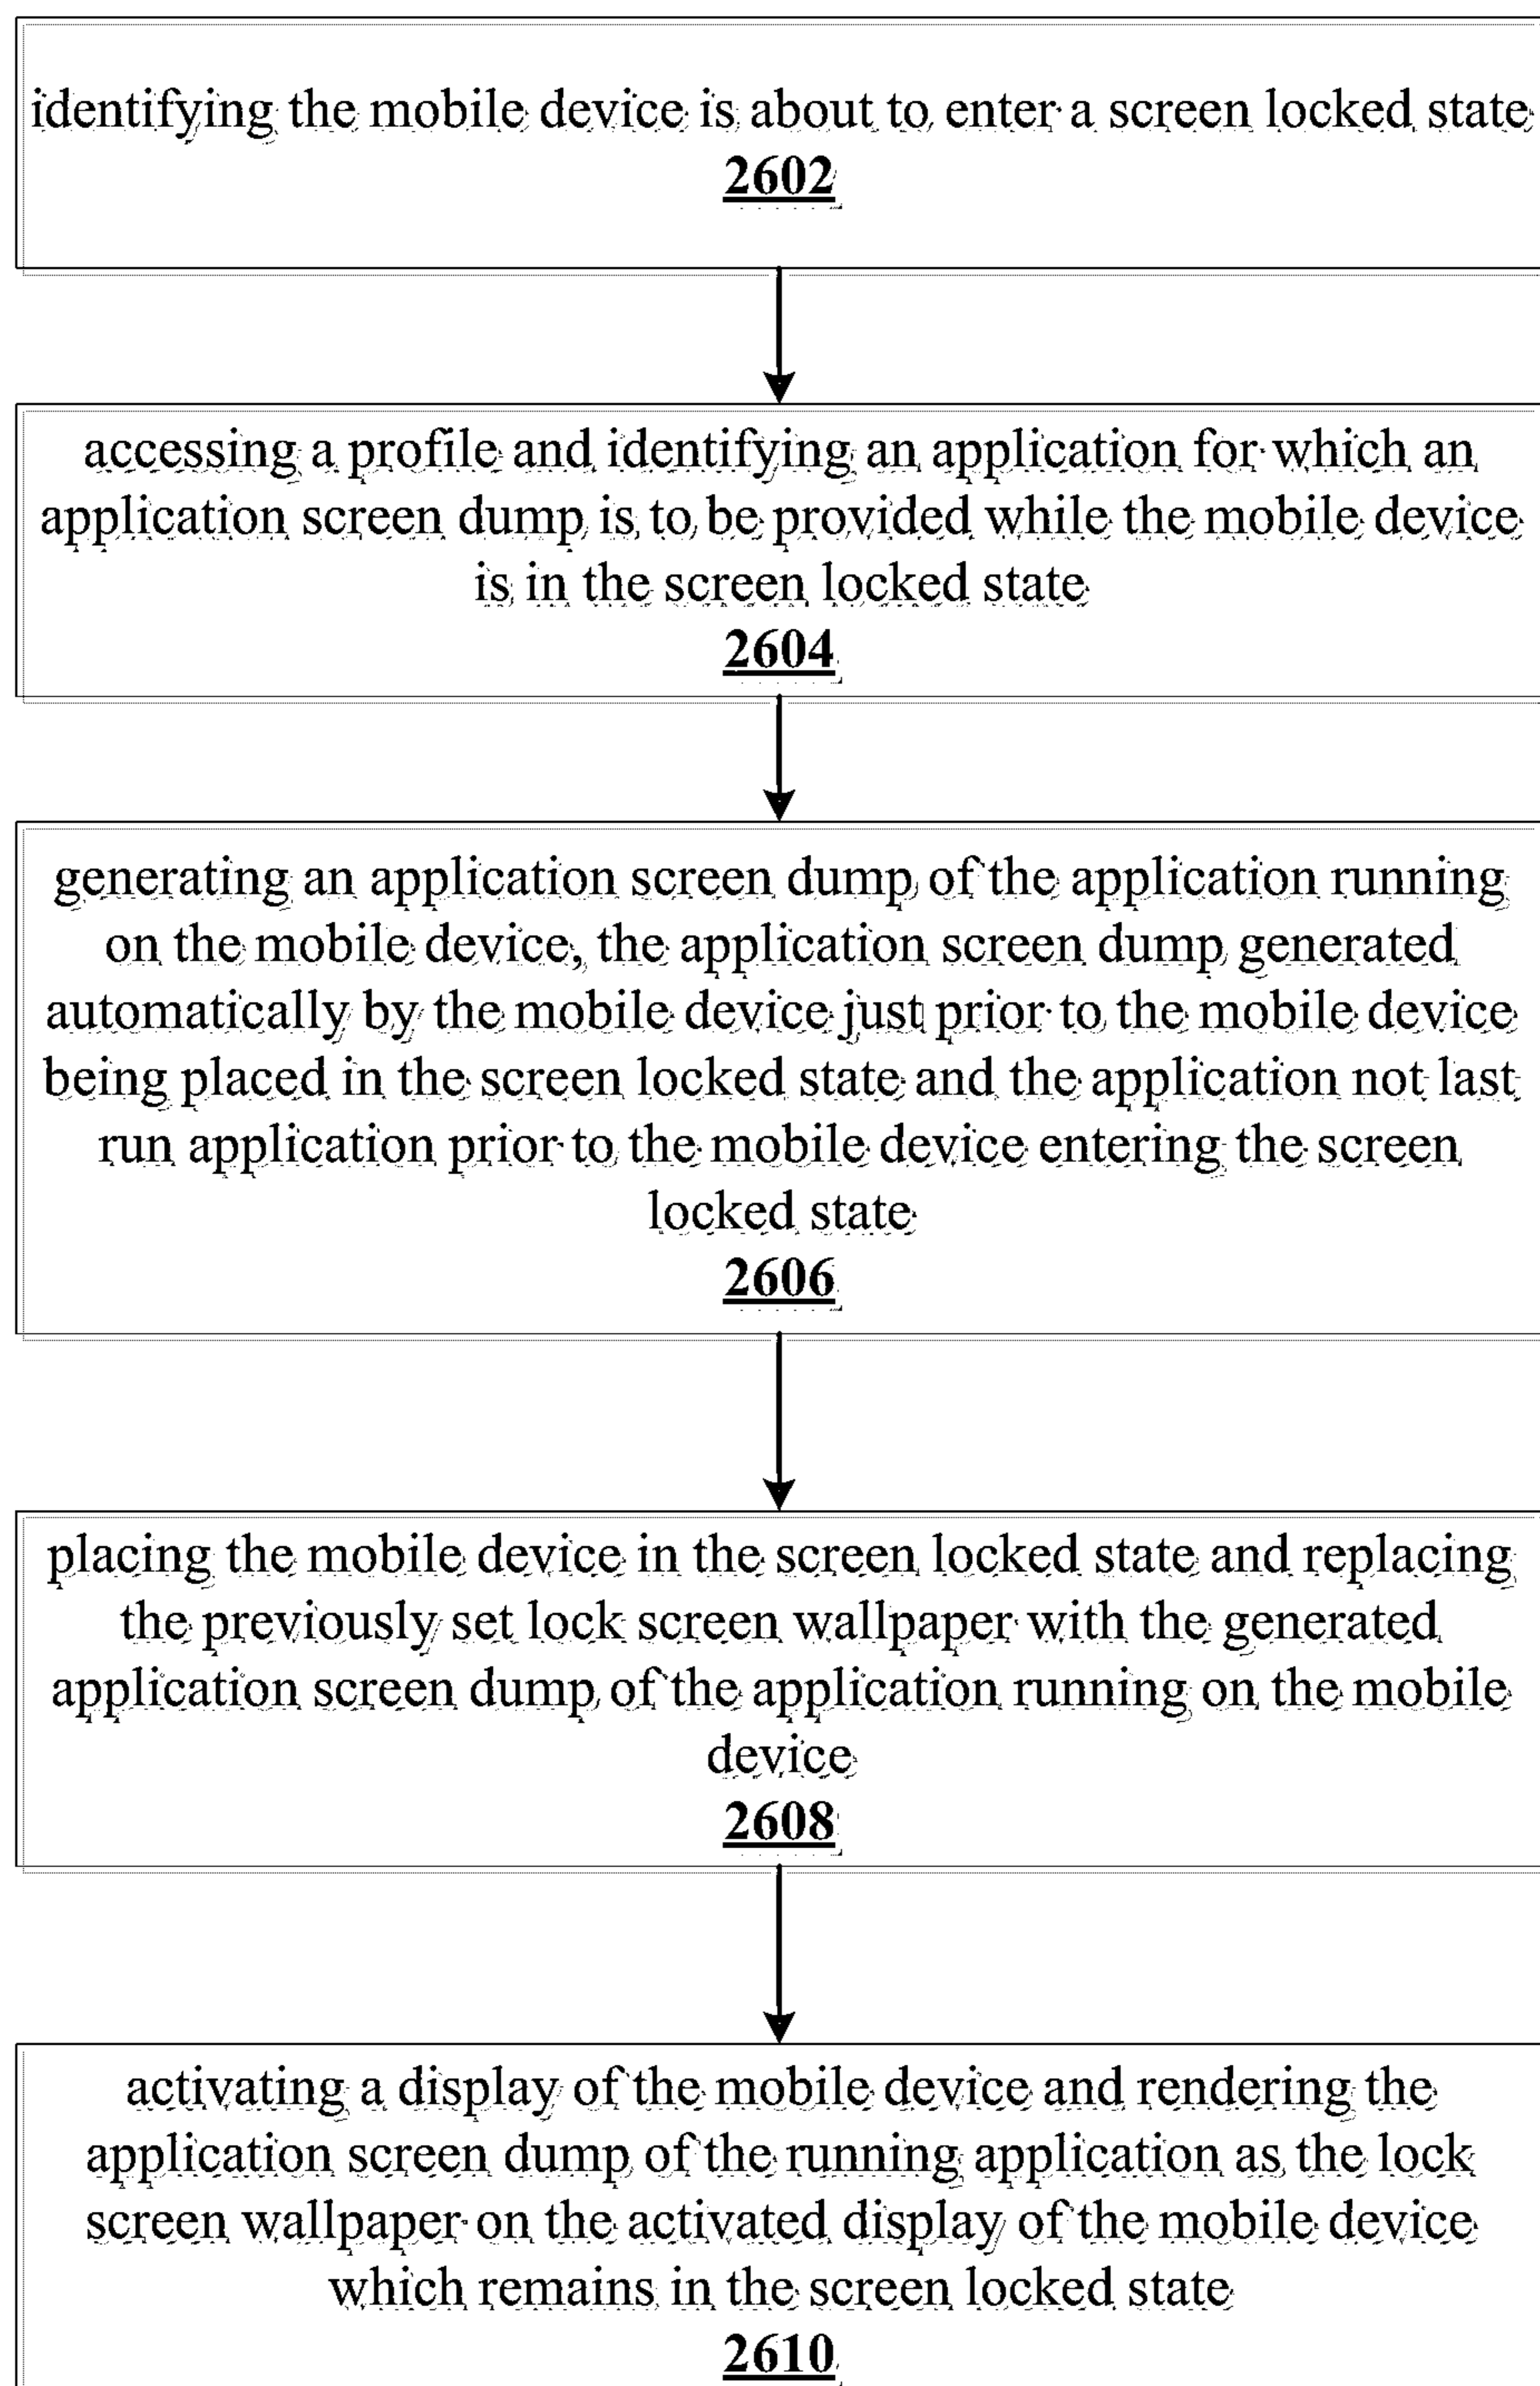 identifying the mobile device is about to enter a screen locked state
2602
accessing a profile and identifying an application for which an
application screen dump is to be provided while the mobile device
is in the screen locked state
2604
generating an application screen dump of the application running
on the mobile device, the application screen dump generated
automatically by the mobile device just prior to the mobile device
being placed in the screen locked state and the application not last
run application prior to the mobile device entering the screen
locked state
2606
placing the mobile device in the screen locked state and replacing
the previously set lock screen wallpaper with the generated
application screen dump of the application running on the mobile
device
2608
activating a display of the mobile device and rendering the
application screen dump of the running application as the lock
screen wallpaper on the activated display of the mobile device
which remains in the screen locked state
2610